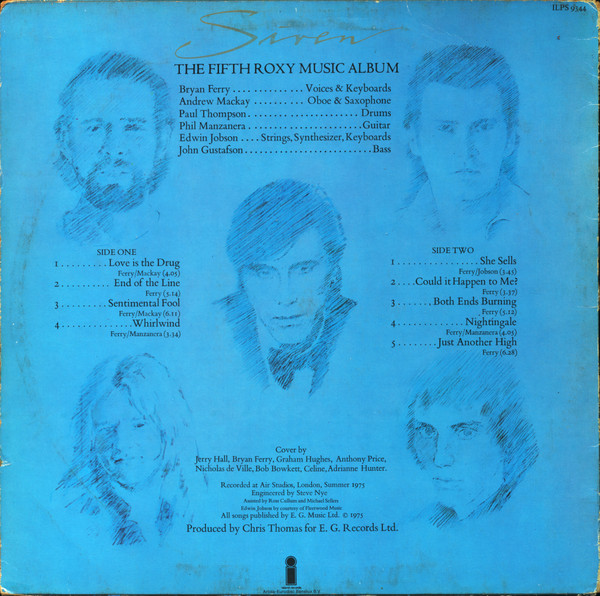 ILPS 9344
Siren
THE FIFTH ROXY MUSIC ALBUM
Bryan Ferry .............. Voices & Keyboards
Andrew Mackay .......... Oboe & Saxophone
Paul Thompson ...................... Drums
Phil Manzanera ...................... Guitar
Edwin Jobson .... Strings, Synthesizer, Keyboards
John Gustafson ........................ Bass
SIDE ONE
1 ......... Love is the Drug
Ferry/Mackay (4.05)
2 .......... End of the Line
Ferry (5.14)
3 ......... Sentimental Fool
Ferry/Mackay (6.11)
4 .............. Whirlwind
Ferry/Manzanera (3.34)
SIDE TWO
1 ................ She Sells
Ferry/Jobson (3.45)
2 .... Could it Happen to Me?
Ferry (3.37)
3 ....... Both Ends Burning
Ferry (5.12)
4 .............. Nightingale
Ferry/Manzanera (4.05)
5 ........ Just Another High
Ferry (6.28)
Cover by
Jerry Hall, Bryan Ferry, Graham Hughes, Anthony Price,
Nicholas de Ville, Bob Bowkett, Celine, Adrianne Hunter.
Recorded at Air Studios, London, Summer 1975
Engineered by Steve Nye
Assisted by Ross Cullum and Michael Sellers
Edwin Jobson by courtesy of Fleetwood Music
All songs published by E. G. Music Ltd. © 1975
Produced by Chris Thomas for E. G. Records Ltd.